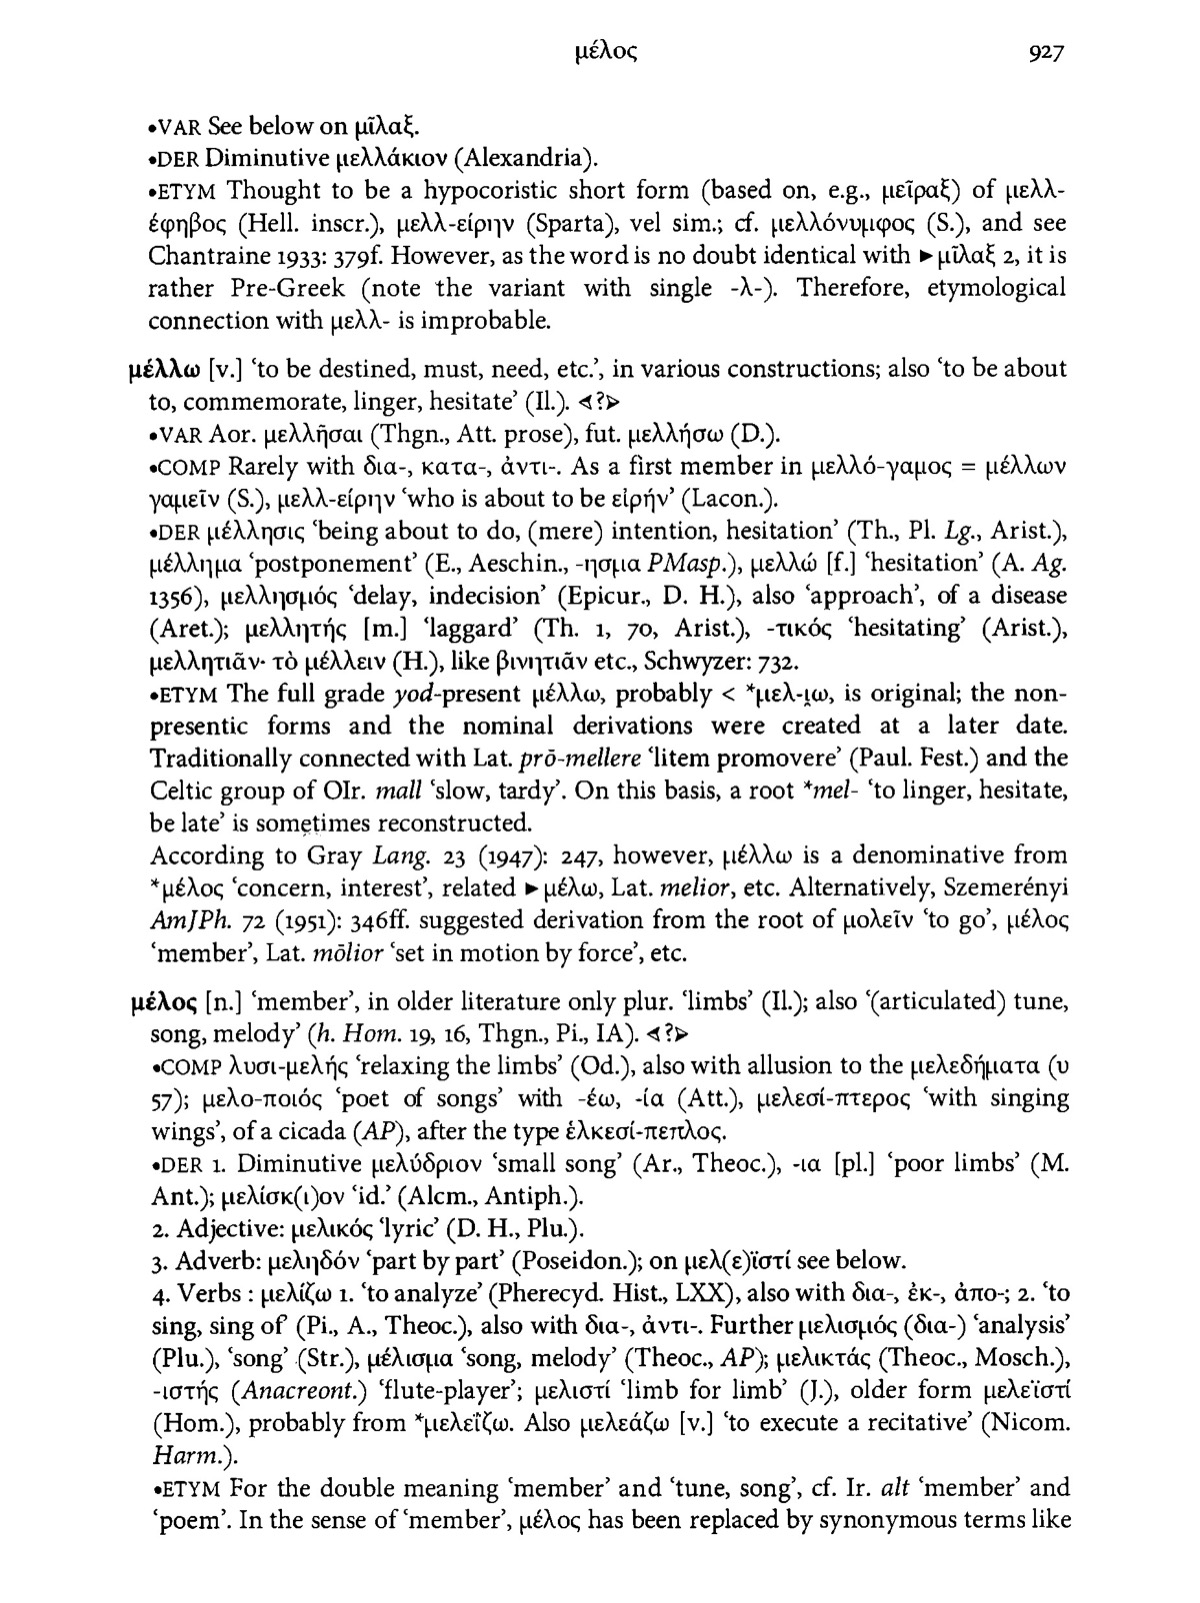 μέλος 927
•VAR See below on μῖλαξ.
•DER Diminutive μελλάκιον (Alexandria).
•ETYM Thought to be a hypocoristic short form (based on, e.g., μεῖραξ) of μελλ-
έφηβος (Hell. inscr.), μελλ-είρην (Sparta), vel sim.; cf. μελλόνυμφος (S.), and see
Chantraine 1933: 379f. However, as the word is no doubt identical with ►μῖλαξ 2, it is
rather Pre-Greek (note the variant with single -λ-). Therefore, etymological
connection with μελλ- is improbable.
μέλλω [v.] ‘to be destined, must, need, etc.’, in various constructions; also ‘to be about
to, commemorate, linger, hesitate’ (Il.). ⊲?⊳
•VAR Aor. μελλῆσαι (Thgn., Att. prose), fut. μελλήσω (D.).
•COMP Rarely with δια-, κατα-, ἀντι-. As a first member in μελλό-γαμος = μέλλων
γαμεῖν (S.), μελλ-είρην ‘who is about to be εἰρήν’ (Lacon.).
•DER μέλλησις ‘being about to do, (mere) intention, hesitation’ (Th., Pl. Lg., Arist.),
μέλλημα ‘postponement’ (E., Aeschin., -ησμα PMasp.), μελλώ [f.] ‘hesitation’ (A. Ag.
1356), μελλησμός ‘delay, indecision’ (Epicur., D. H.), also ‘approach’, of a disease
(Aret.); μελλητής [m.] ‘laggard’ (Th. 1, 70, Arist.), -τικός ‘hesitating’ (Arist.),
μελλητιᾶν· τὸ μέλλειν (H.), like βινητιᾶν etc., Schwyzer: 732.
•ETYM The full grade yod-present μέλλω, probably < *μελ-ι̯ω, is original; the non-
presentic forms and the nominal derivations were created at a later date.
Traditionally connected with Lat. prō-mellere ‘litem promovere’ (Paul. Fest.) and the
Celtic group of OIr. mall ‘slow, tardy’. On this basis, a root *mel- ‘to linger, hesitate,
be late’ is sometimes reconstructed.
According to Gray Lang. 23 (1947): 247, however, μέλλω is a denominative from
*μέλος ‘concern, interest’, related ►μέλω, Lat. melior, etc. Alternatively, Szemerényi
AmJPh. 72 (1951): 346ff. suggested derivation from the root of μολεῖν ‘to go’, μέλος
‘member’, Lat. mōlior ‘set in motion by force’, etc.
μέλος [n.] ‘member’, in older literature only plur. ‘limbs’ (Il.); also ‘(articulated) tune,
song, melody’ (h. Hom. 19, 16, Thgn., Pi., IA). ⊲?⊳
•COMP λυσι-μελής ‘relaxing the limbs’ (Od.), also with allusion to the μελεδήματα (υ
57); μελο-ποιός ‘poet of songs’ with -έω, -ία (Att.), μελεσί-πτερος ‘with singing
wings’, of a cicada (AP), after the type ἑλκεσί-πεπλος.
•DER 1. Diminutive μελύδριον ‘small song’ (Ar., Theoc.), -ια [pl.] ‘poor limbs’ (M.
Ant.); μελίσκ(ι)ον ‘id.’ (Alcm., Antiph.).
2. Adjective: μελικός ‘lyric’ (D. H., Plu.).
3. Adverb: μεληδόν ‘part by part’ (Poseidon.); on μελ(ε)ϊστί see below.
4. Verbs : μελίζω 1. ‘to analyze’ (Pherecyd. Hist., LXX), also with δια-, ἐκ-, ἀπο-; 2. ‘to
sing, sing of’ (Pi., A., Theoc.), also with δια-, ἀντι-. Further μελισμός (δια-) ‘analysis’
(Plu.), ‘song’ (Str.), μέλισμα ‘song, melody’ (Theoc., AP); μελικτάς (Theoc., Mosch.),
-ιστής (Anacreont.) ‘flute-player’; μελιστί ‘limb for limb’ (J.), older form μελεϊστί
(Hom.), probably from *μελεΐζω. Also μελεάζω [v.] ‘to execute a recitative’ (Nicom.
Harm.).
•ETYM For the double meaning ‘member’ and ‘tune, song’, cf. Ir. alt ‘member’ and
‘poem’. In the sense of ‘member’, μέλος has been replaced by synonymous terms like